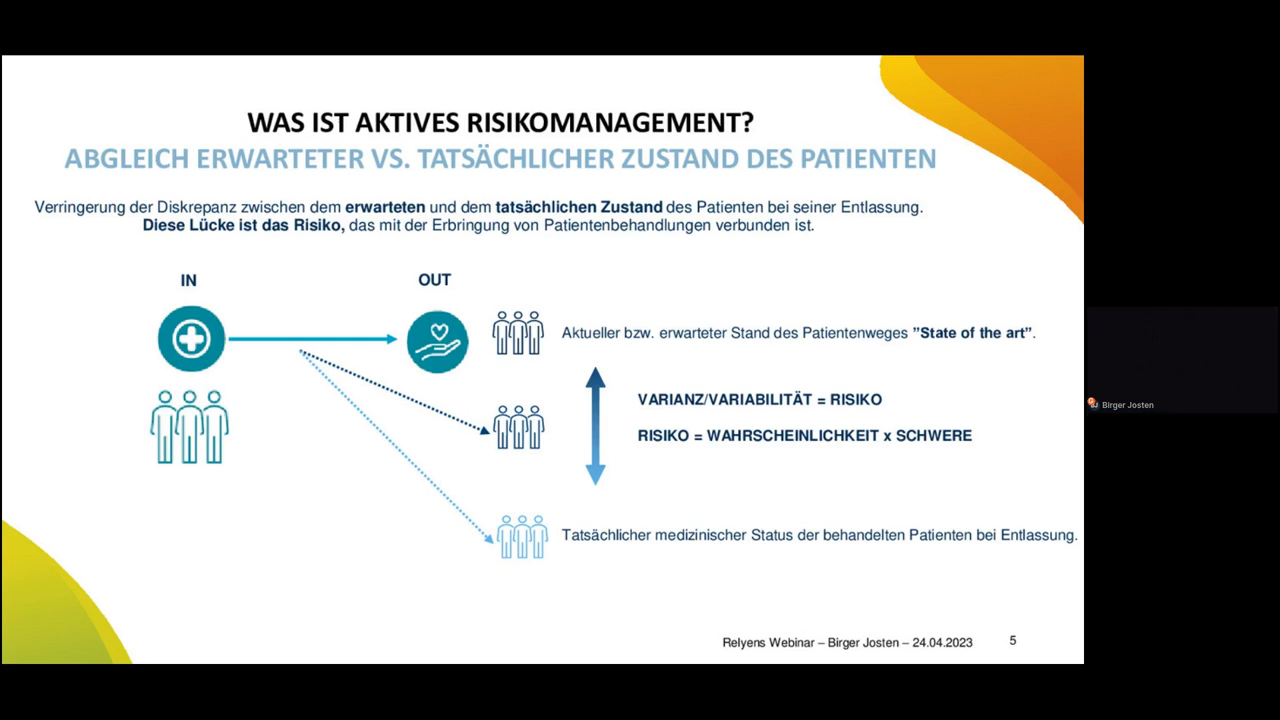 WAS IST AKTIVES RISIKOMANAGEMENT?
ABGLEICH ERWARTETER VS. TATSÄCHLICHER ZUSTAND DES PATIENTEN
Verringerung der Diskrepanz zwischen dem erwarteten und dem tatsächlichen Zustand des Patienten bei seiner Entlassung.
Diese Lücke ist das Risiko, das mit der Erbringung von Patientenbehandlungen verbunden ist.
IN
OUT
Aktueller bzw. erwarteter Stand des Patientenweges ”State of the art”.
VARIANZ/VARIABILITÄT = RISIKO
RISIKO = WAHRSCHEINLICHKEIT x SCHWERE
Tatsächlicher medizinischer Status der behandelten Patienten bei Entlassung.
Relyens Webinar – Birger Josten – 24.04.2023
5
Birger Josten